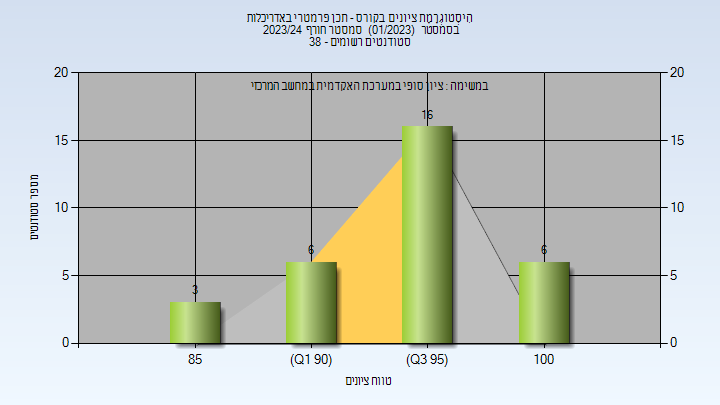 היסטוגרמת ציונים בקורס - תכן פרמטרי באדריכלות
בסמסטר (01/2023) סמסטר חורף 2023/24
סטודנטים רשומים - 38
במשימה : ציון סופי במערכת האקדמית במחשב המרכזי
מספר סטודנטים
20
15
10
5
0
20
15
10
5
0
3
6
16
6
85
(Q1 90)
(Q3 95)
100
טווח ציונים